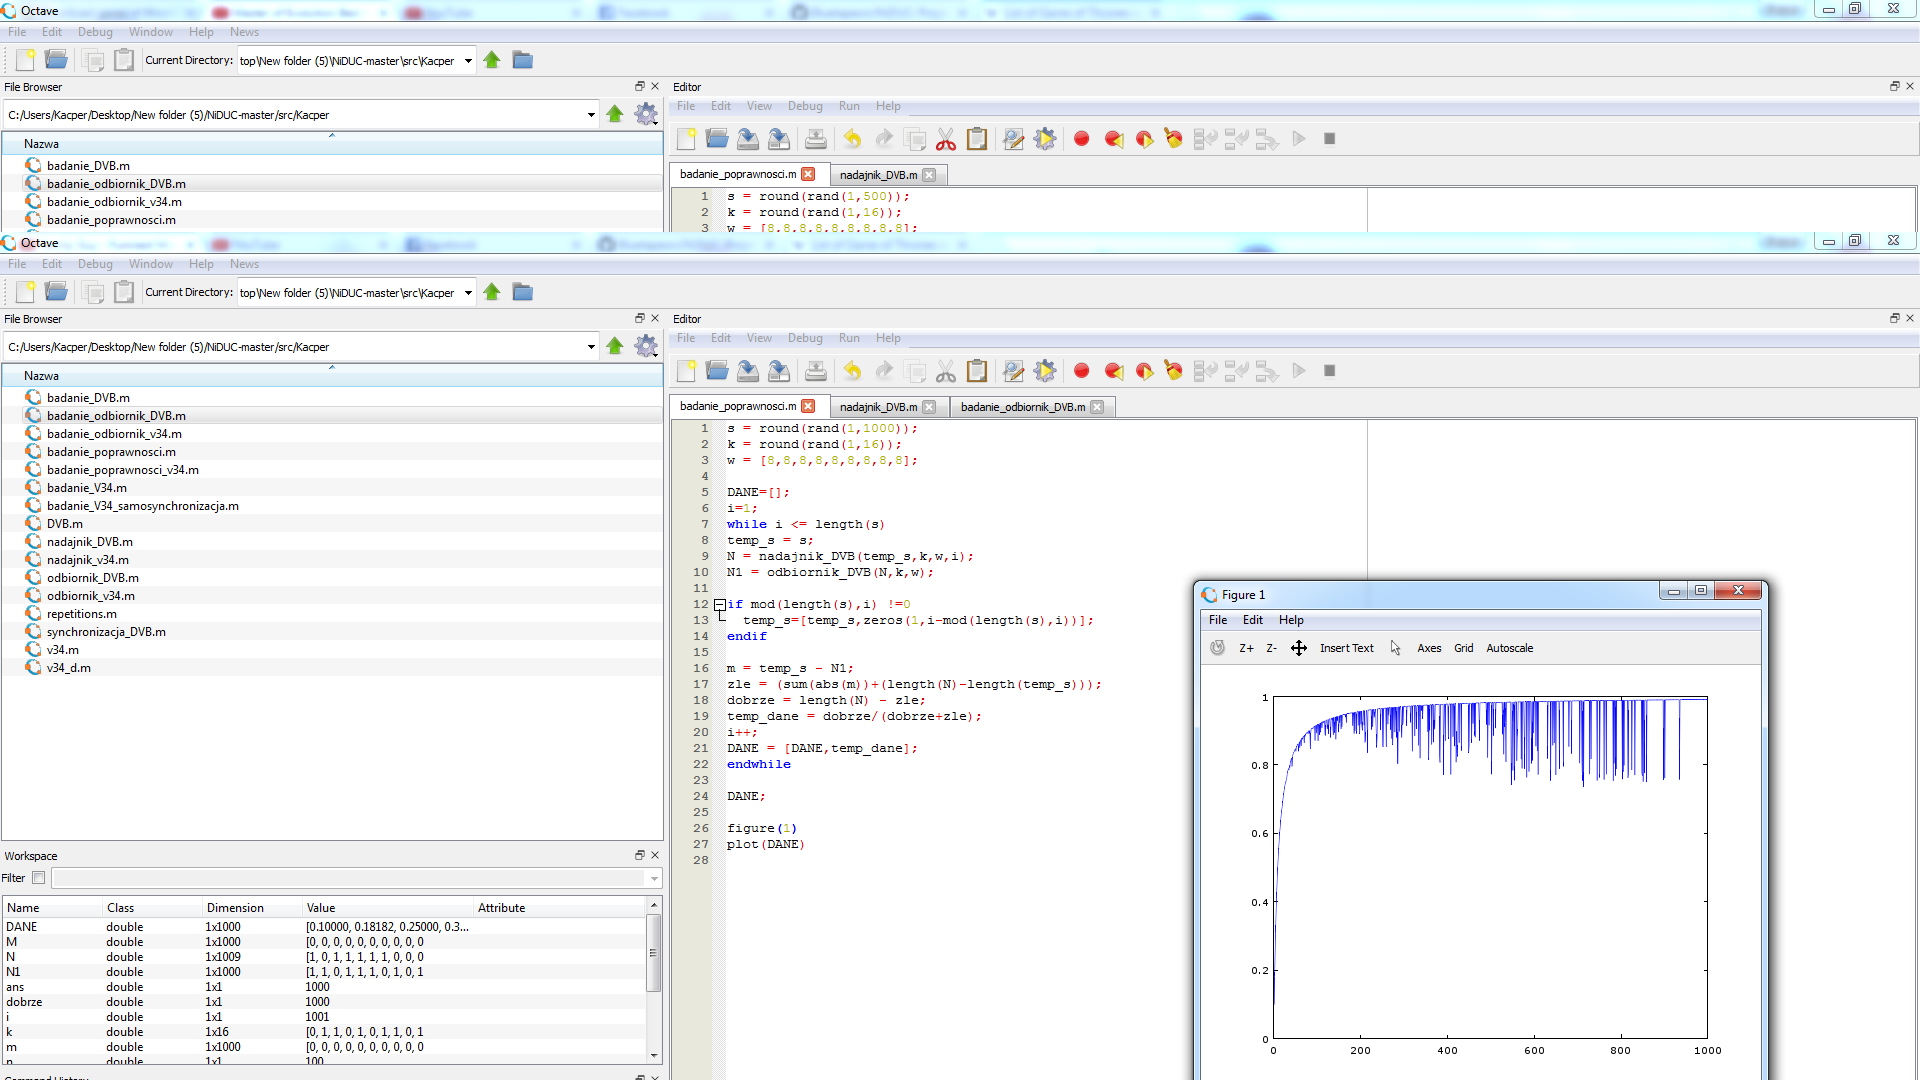 Octave
File Edit Debug Window Help News
Current Directory: top\New folder (5)\NiDUC-master\src\Kacper
File Browser
C:/Users/Kacper/Desktop/New folder (5)/NiDUC-master/src/Kacper
Nazwa
badanie_DVB.m
badanie_odbiornik_DVB.m
badanie_odbiornik_v34.m
badanie_poprawnosci.m
Editor
File Edit View Debug Run Help
badanie_poprawnosci.m nadajnik_DVB.m
1 s = round(rand(1,500));
2 k = round(rand(1,16));
3 w = [8,8,8,8,8,8,8,8,8];
Octave
File Edit Debug Window Help News
Current Directory: top\New folder (5)\NiDUC-master\src\Kacper
File Browser
C:/Users/Kacper/Desktop/New folder (5)/NiDUC-master/src/Kacper
Nazwa
badanie_DVB.m
badanie_odbiornik_DVB.m
badanie_odbiornik_v34.m
badanie_poprawnosci.m
badanie_poprawnosci_v34.m
badanie_V34.m
badanie_V34_samosynchronizacja.m
DVB.m
nadajnik_DVB.m
nadajnik_v34.m
odbiornik_DVB.m
odbiornik_v34.m
repetitions.m
synchronizacja_DVB.m
v34.m
v34_d.m
Workspace
Filter
Name Class Dimension Value Attribute
DANE double 1x1000 [0.10000, 0.18182, 0.25000, 0.3...
M double 1x1000 [0, 0, 0, 0, 0, 0, 0, 0, 0, 0
N double 1x1009 [1, 0, 1, 1, 1, 1, 1, 0, 0, 0
N1 double 1x1000 [1, 1, 0, 1, 1, 1, 0, 1, 0, 1
ans double 1x1 1000
dobrze double 1x1 1000
i double 1x1 1001
k double 1x16 [0, 1, 1, 0, 1, 0, 1, 1, 0, 1
m double 1x1000 [0, 0, 0, 0, 0, 0, 0, 0, 0, 0
n double 1x1 100
Command History
Editor
File Edit View Debug Run Help
badanie_poprawnosci.m nadajnik_DVB.m badanie_odbiornik_DVB.m
1 s = round(rand(1,1000));
2 k = round(rand(1,16));
3 w = [8,8,8,8,8,8,8,8,8];
4
5 DANE=[];
6 i=1;
7 while i <= length(s)
8 temp_s = s;
9 N = nadajnik_DVB(temp_s,k,w,i);
10 N1 = odbiornik_DVB(N,k,w);
11
12 if mod(length(s),i) !=0
13 temp_s=[temp_s,zeros(1,i-mod(length(s),i))];
14 endif
15
16 m = temp_s - N1;
17 zle = (sum(abs(m))+(length(N)-length(temp_s)));
18 dobrze = length(N) - zle;
19 temp_dane = dobrze/(dobrze+zle);
20 i++;
21 DANE = [DANE,temp_dane];
22 endwhile
23
24 DANE;
25
26 figure(1)
27 plot(DANE)
28
Figure 1
File Edit Help
Z+ Z- Insert Text Axes Grid Autoscale
1
0.8
0.6
0.4
0.2
0
0 200 400 600 800 1000